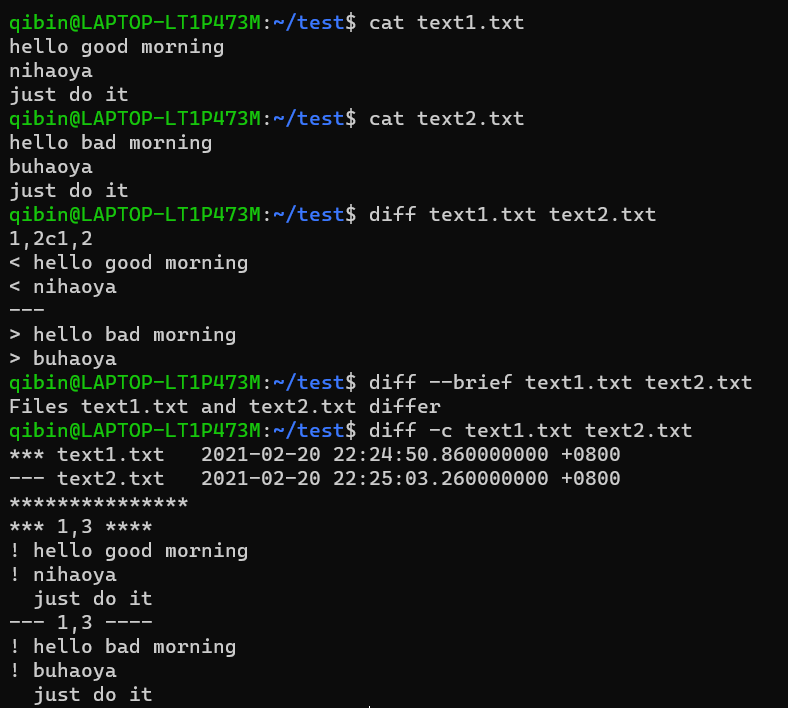 qibin@LAPTOP-LT1P473M:~/test$ cat text1.txt
hello good morning
nihaoya
just do it
qibin@LAPTOP-LT1P473M:~/test$ cat text2.txt
hello bad morning
buhaoya
just do it
qibin@LAPTOP-LT1P473M:~/test$ diff text1.txt text2.txt
1,2c1,2
< hello good morning
< nihaoya
---
> hello bad morning
> buhaoya
qibin@LAPTOP-LT1P473M:~/test$ diff --brief text1.txt text2.txt
Files text1.txt and text2.txt differ
qibin@LAPTOP-LT1P473M:~/test$ diff -c text1.txt text2.txt
*** text1.txt   2021-02-20 22:24:50.860000000 +0800
--- text2.txt   2021-02-20 22:25:03.260000000 +0800
***************
*** 1,3 ****
! hello good morning
! nihaoya
  just do it
--- 1,3 ----
! hello bad morning
! buhaoya
  just do it